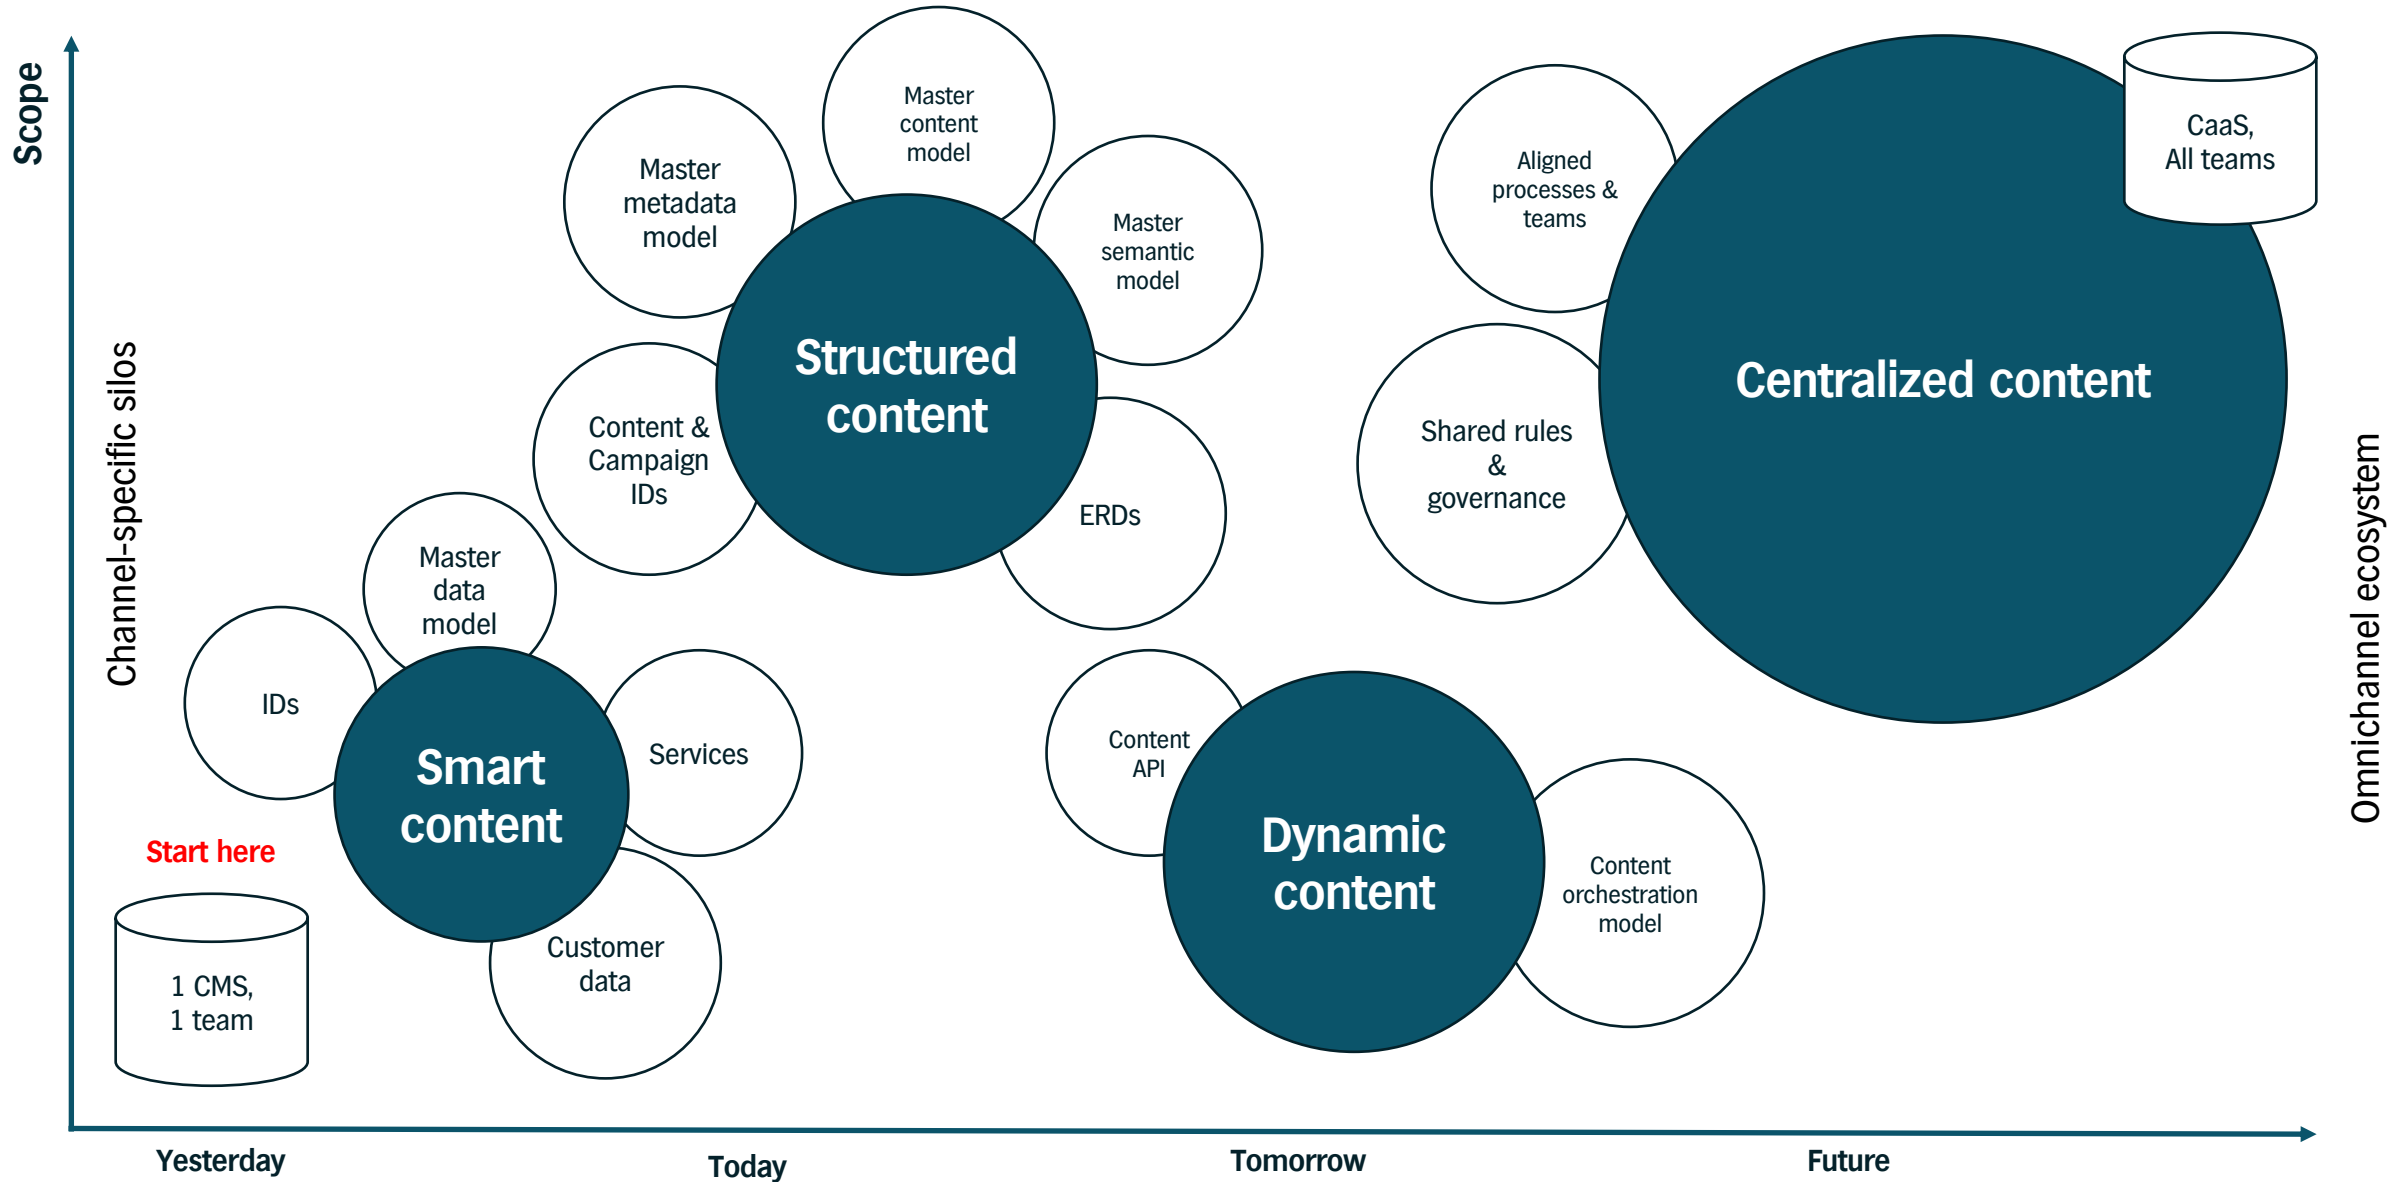 Scope
Channel-specific silos
Start here
1 CMS,
1 team
IDs
Master
data
model
Smart
content
Services
Customer
data
Content &
Campaign
IDs
Master
metadata
model
Master
content
model
Master
semantic
model
Structured
content
ERDs
Content
API
Dynamic
content
Content
orchestration
model
Aligned
processes &
teams
Shared rules
&
governance
Centralized content
CaaS,
All teams
Omnichannel ecosystem
Yesterday
Today
Tomorrow
Future